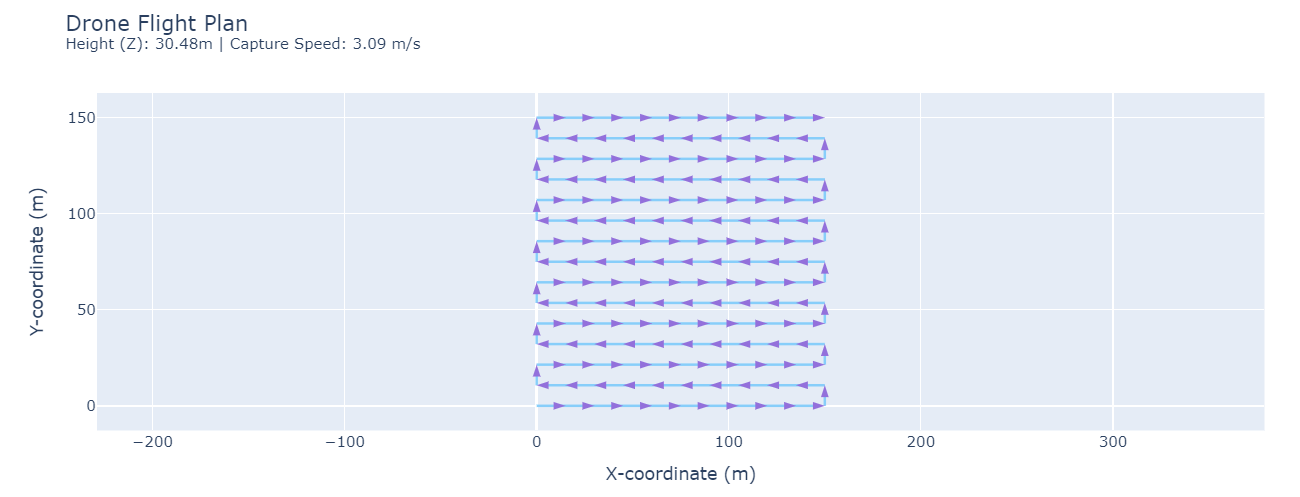 Drone Flight Plan
Height (Z): 30.48m | Capture Speed: 3.09 m/s
150
100
50
0
Y-coordinate (m)
−200
−100
0
100
200
300
X-coordinate (m)